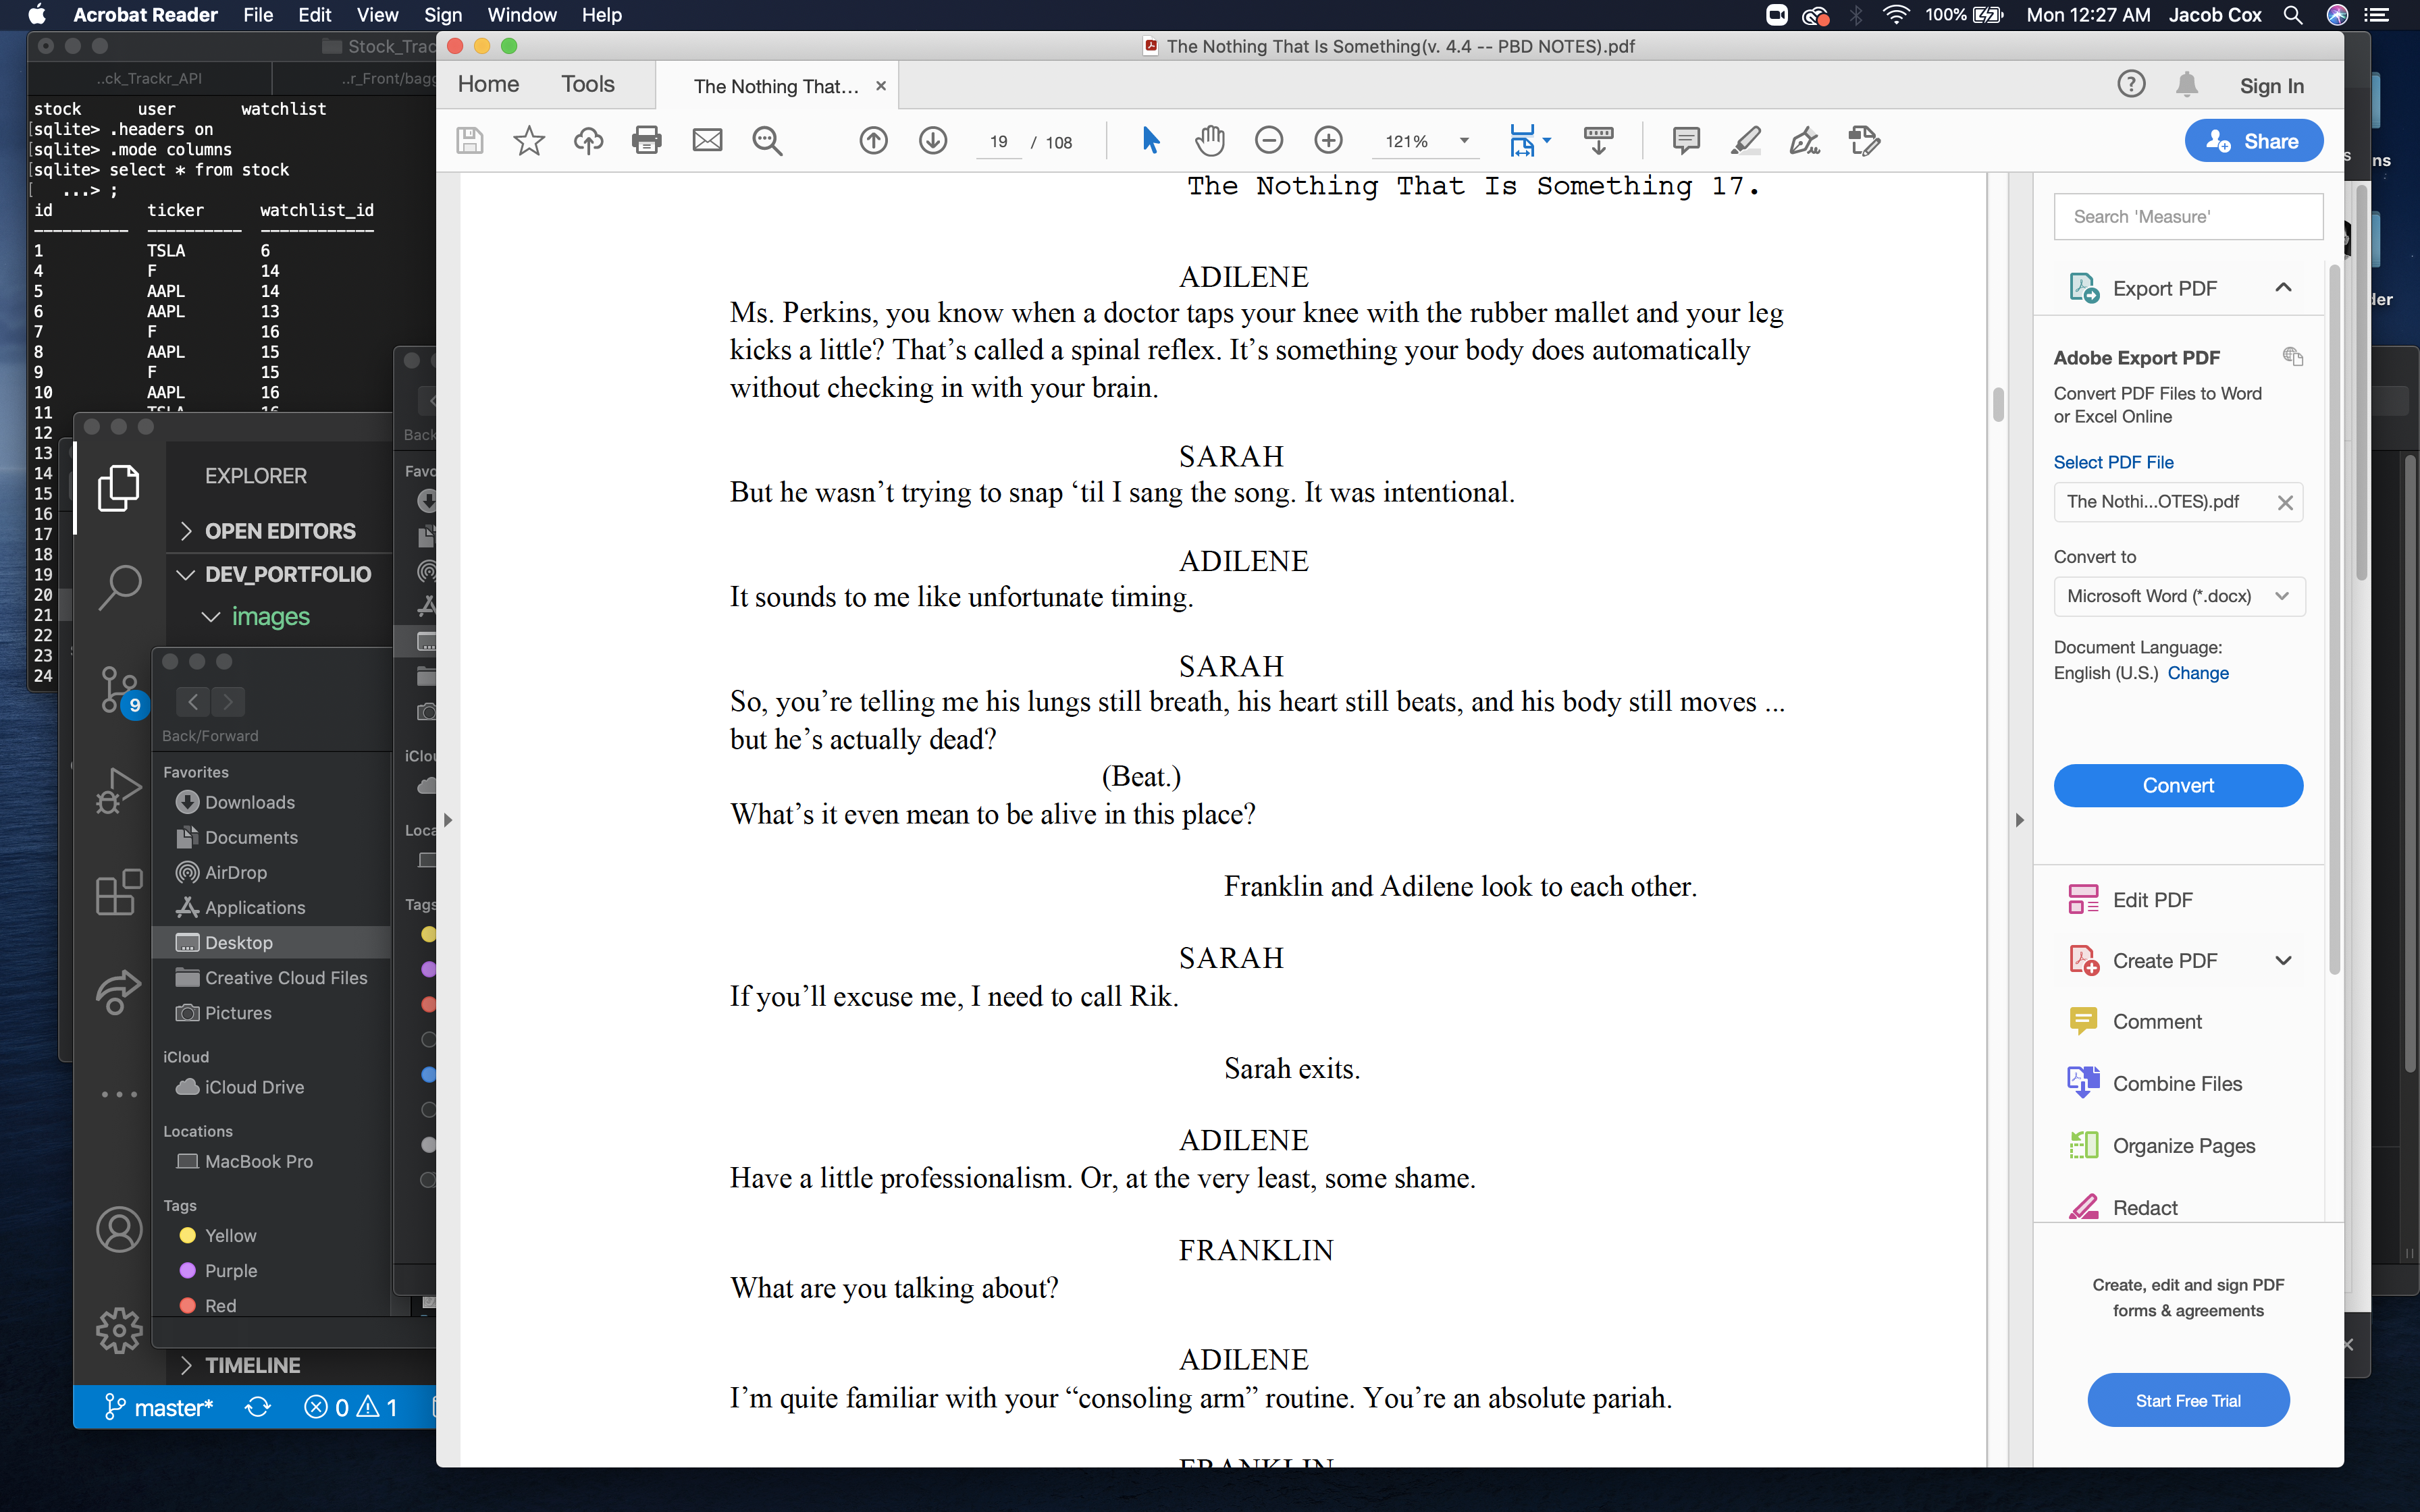 Acrobat Reader File Edit View Sign Window Help
100% Mon 12:27 AM Jacob Cox
Stock_Trac
..ck_Trackr_API ..r_Front/bagg
stock user watchlist
[sqlite> .headers on
[sqlite> .mode columns
[sqlite> select * from stock
[ ...> ;
id ticker watchlist_id
---------- ---------- ------------
1 TSLA 6
4 F 14
5 AAPL 14
6 AAPL 13
7 F 16
8 AAPL 15
9 F 15
10 AAPL 16
11 TSLA 16
12
13
14
15
16
17
18
19
20
21
22
23
24
EXPLORER
OPEN EDITORS
DEV_PORTFOLIO
images
9
Back/Forward
Favorites
Downloads
Documents
AirDrop
Applications
Desktop
Creative Cloud Files
Pictures
iCloud
iCloud Drive
Locations
MacBook Pro
Tags
Yellow
Purple
Red
TIMELINE
master* 0 1
Back
Favo
iClou
Loca
Tags
The Nothing That Is Something(v. 4.4 -- PBD NOTES).pdf
Home Tools The Nothing That... × Sign In
19 / 108 121% Share
The Nothing That Is Something 17.
ADILENE
Ms. Perkins, you know when a doctor taps your knee with the rubber mallet and your leg
kicks a little? That’s called a spinal reflex. It’s something your body does automatically
without checking in with your brain.
SARAH
But he wasn’t trying to snap ‘til I sang the song. It was intentional.
ADILENE
It sounds to me like unfortunate timing.
SARAH
So, you’re telling me his lungs still breath, his heart still beats, and his body still moves ...
but he’s actually dead?
(Beat.)
What’s it even mean to be alive in this place?
Franklin and Adilene look to each other.
SARAH
If you’ll excuse me, I need to call Rik.
Sarah exits.
ADILENE
Have a little professionalism. Or, at the very least, some shame.
FRANKLIN
What are you talking about?
ADILENE
I’m quite familiar with your “consoling arm” routine. You’re an absolute pariah.
FRANKLIN
Search 'Measure'
Export PDF
Adobe Export PDF
Convert PDF Files to Word
or Excel Online
Select PDF File
The Nothi...OTES).pdf
Convert to
Microsoft Word (*.docx)
Document Language:
English (U.S.) Change
Convert
Edit PDF
Create PDF
Comment
Combine Files
Organize Pages
Redact
Create, edit and sign PDF
forms & agreements
Start Free Trial
s
ns
der